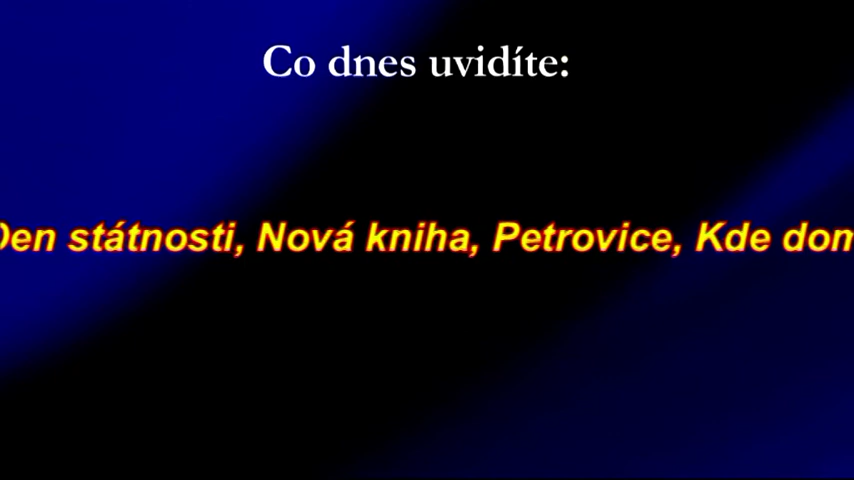 Co dnes uvidíte:
Den státnosti, Nová kniha, Petrovice, Kde dom